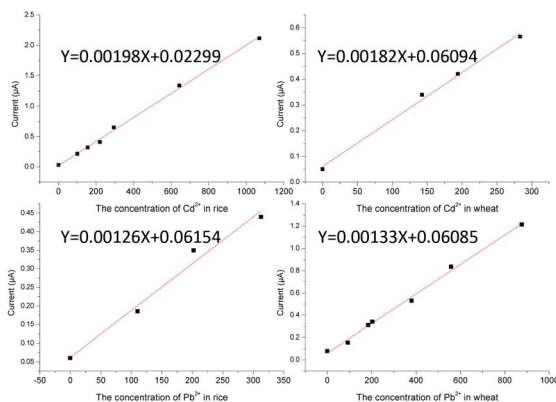 2.5
2.0
1.5
1.0
0.5
0.0
Current (μA)
Y=0.00198X+0.02299
0 200 400 600 800 1000 1200
The concentration of Cd²⁺ in rice
0.6
0.5
0.4
0.3
0.2
0.1
0.0
Current (μA)
Y=0.00182X+0.06094
0 50 100 150 200 250 300
The concentration of Cd²⁺ in wheat
0.45
0.40
0.35
0.30
0.25
0.20
0.15
0.10
0.05
Current (μA)
Y=0.00126X+0.06154
-50 0 50 100 150 200 250 300 350
The concentration of Pb²⁺ in rice
1.4
1.2
1.0
0.8
0.6
0.4
0.2
0.0
Current (μA)
Y=0.00133X+0.06085
0 200 400 600 800 1000
The concentration of Pb²⁺ in wheat